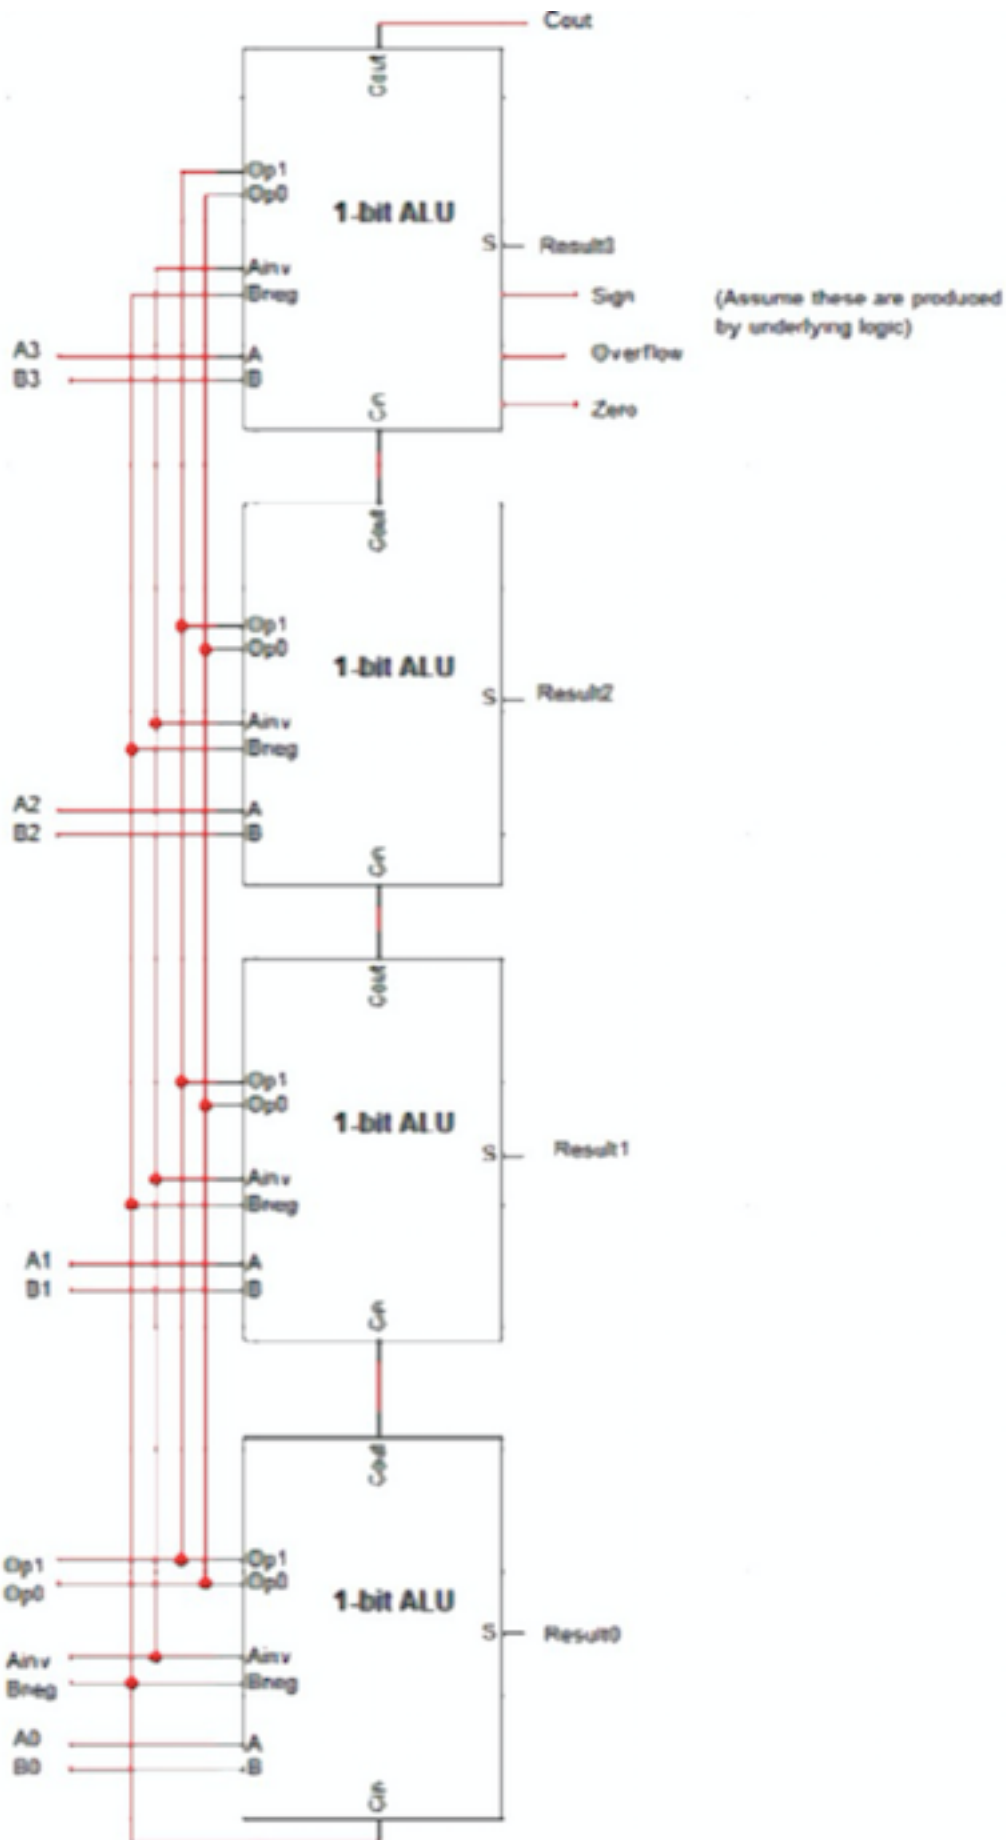 Cout
Cout
Op1
Op0
1-bit ALU
S
Result3
Ainv
Bneg
Sign
(Assume these are produced
by underlying logic)
A3
A
Overflow
B3
B
Zero
Cin
Cout
Op1
Op0
1-bit ALU
S
Result2
Ainv
Bneg
A2
A
B2
B
Cin
Cout
Op1
Op0
1-bit ALU
S
Result1
Ainv
Bneg
A1
A
B1
B
Cin
Cout
Op1
Op1
Op0
Op0
1-bit ALU
S
Result0
Ainv
Ainv
Bneg
Bneg
A0
A
B0
B
Cin